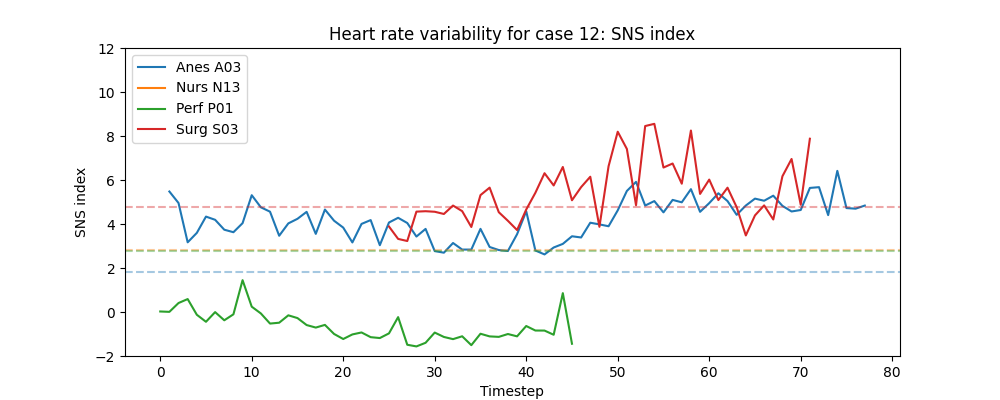 Heart rate variability for case 12: SNS index
12
10
8
6
4
2
0
−2
SNS index
Anes A03
Nurs N13
Perf P01
Surg S03
0 10 20 30 40 50 60 70 80
Timestep